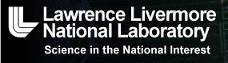 Lawrence Livermore
National Laboratory
Science in the National Interest